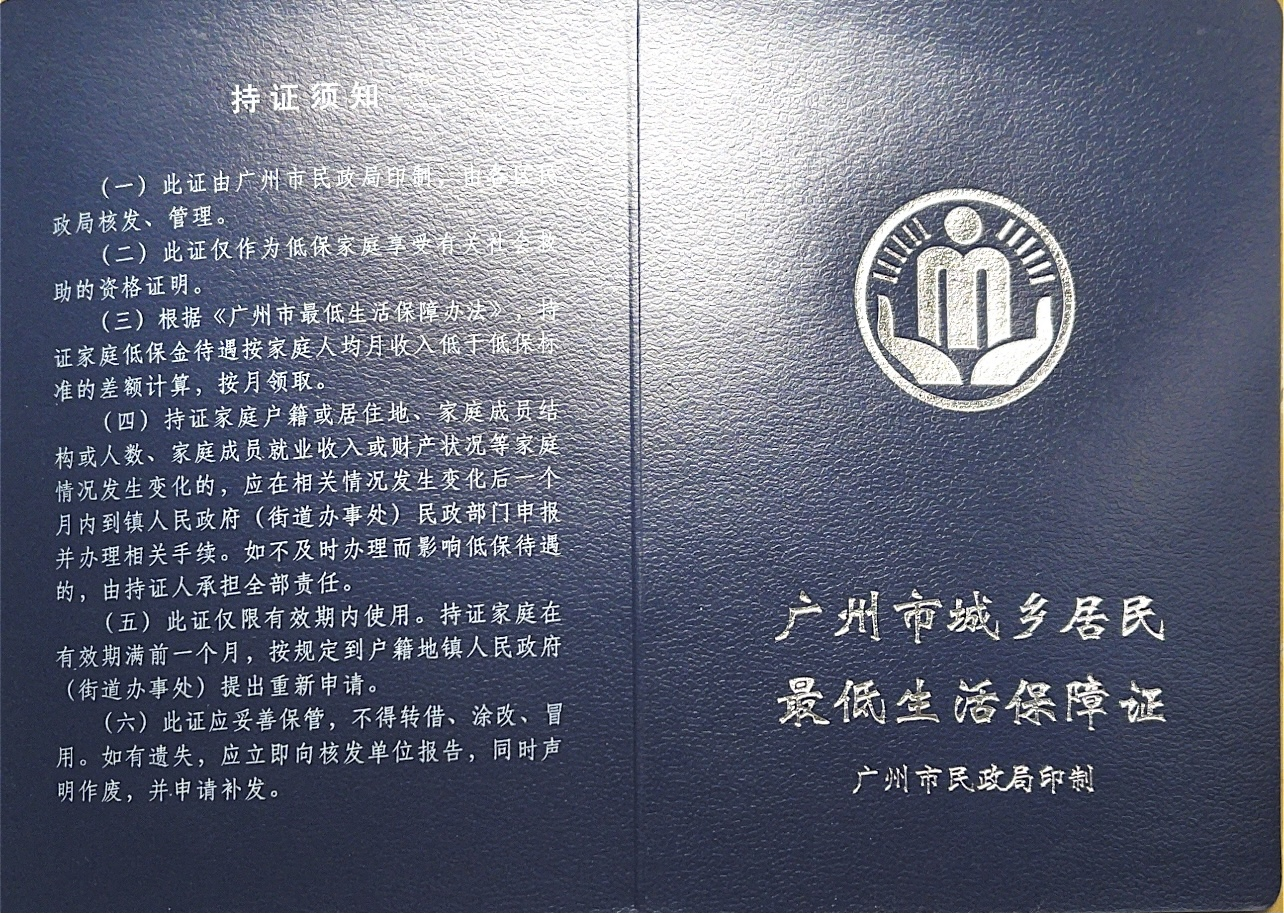 持证须知
（一）此证由广州市民政局印制，由各区民
政局核发、管理。
（二）此证仅作为低保家庭享受有关社会救
助的资格证明。
（三）根据《广州市最低生活保障办法》，持
证家庭低保金待遇按家庭人均月收入低于低保标
准的差额计算，按月领取。
（四）持证家庭户籍或居住地、家庭成员结
构或人数、家庭成员就业收入或财产状况等家庭
情况发生变化的，应在相关情况发生变化后一个
月内到镇人民政府（街道办事处）民政部门申报
并办理相关手续。如不及时办理而影响低保待遇
的，由持证人承担全部责任。
（五）此证仅限有效期内使用。持证家庭在
有效期满前一个月，按规定到户籍地镇人民政府
（街道办事处）提出重新申请。
（六）此证应妥善保管，不得转借、涂改、冒
用。如有遗失，应立即向核发单位报告，同时声
明作废，并申请补发。
广州市城乡居民
最低生活保障证
广州市民政局印制